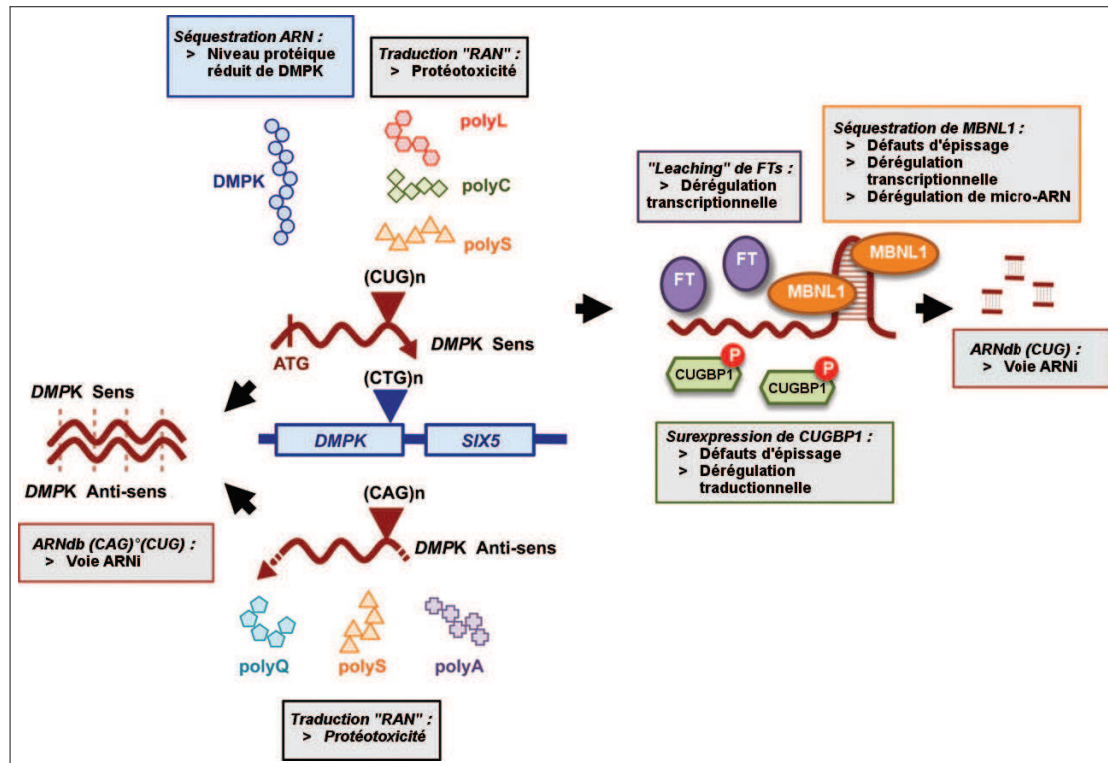 Séquestration ARN :
> Niveau protéique
réduit de DMPK
Traduction "RAN" :
> Protéotoxicité
polyL
DMPK
polyC
polyS
(CUG)n
ATG
DMPK Sens
(CTG)n
DMPK
SIX5
DMPK Sens
DMPK Anti-sens
ARNdb (CAG)°(CUG) :
> Voie ARNi
(CAG)n
DMPK Anti-sens
polyQ
polyS
polyA
Traduction "RAN" :
> Protéotoxicité
"Leaching" de FTs :
> Dérégulation
transcriptionnelle
Séquestration de MBNL1 :
> Défauts d'épissage
> Dérégulation
transcriptionnelle
> Dérégulation de micro-ARN
FT
FT
MBNL1
MBNL1
P
CUGBP1
P
CUGBP1
Surexpression de CUGBP1 :
> Défauts d'épissage
> Dérégulation
traductionnelle
ARNdb (CUG) :
> Voie ARNi